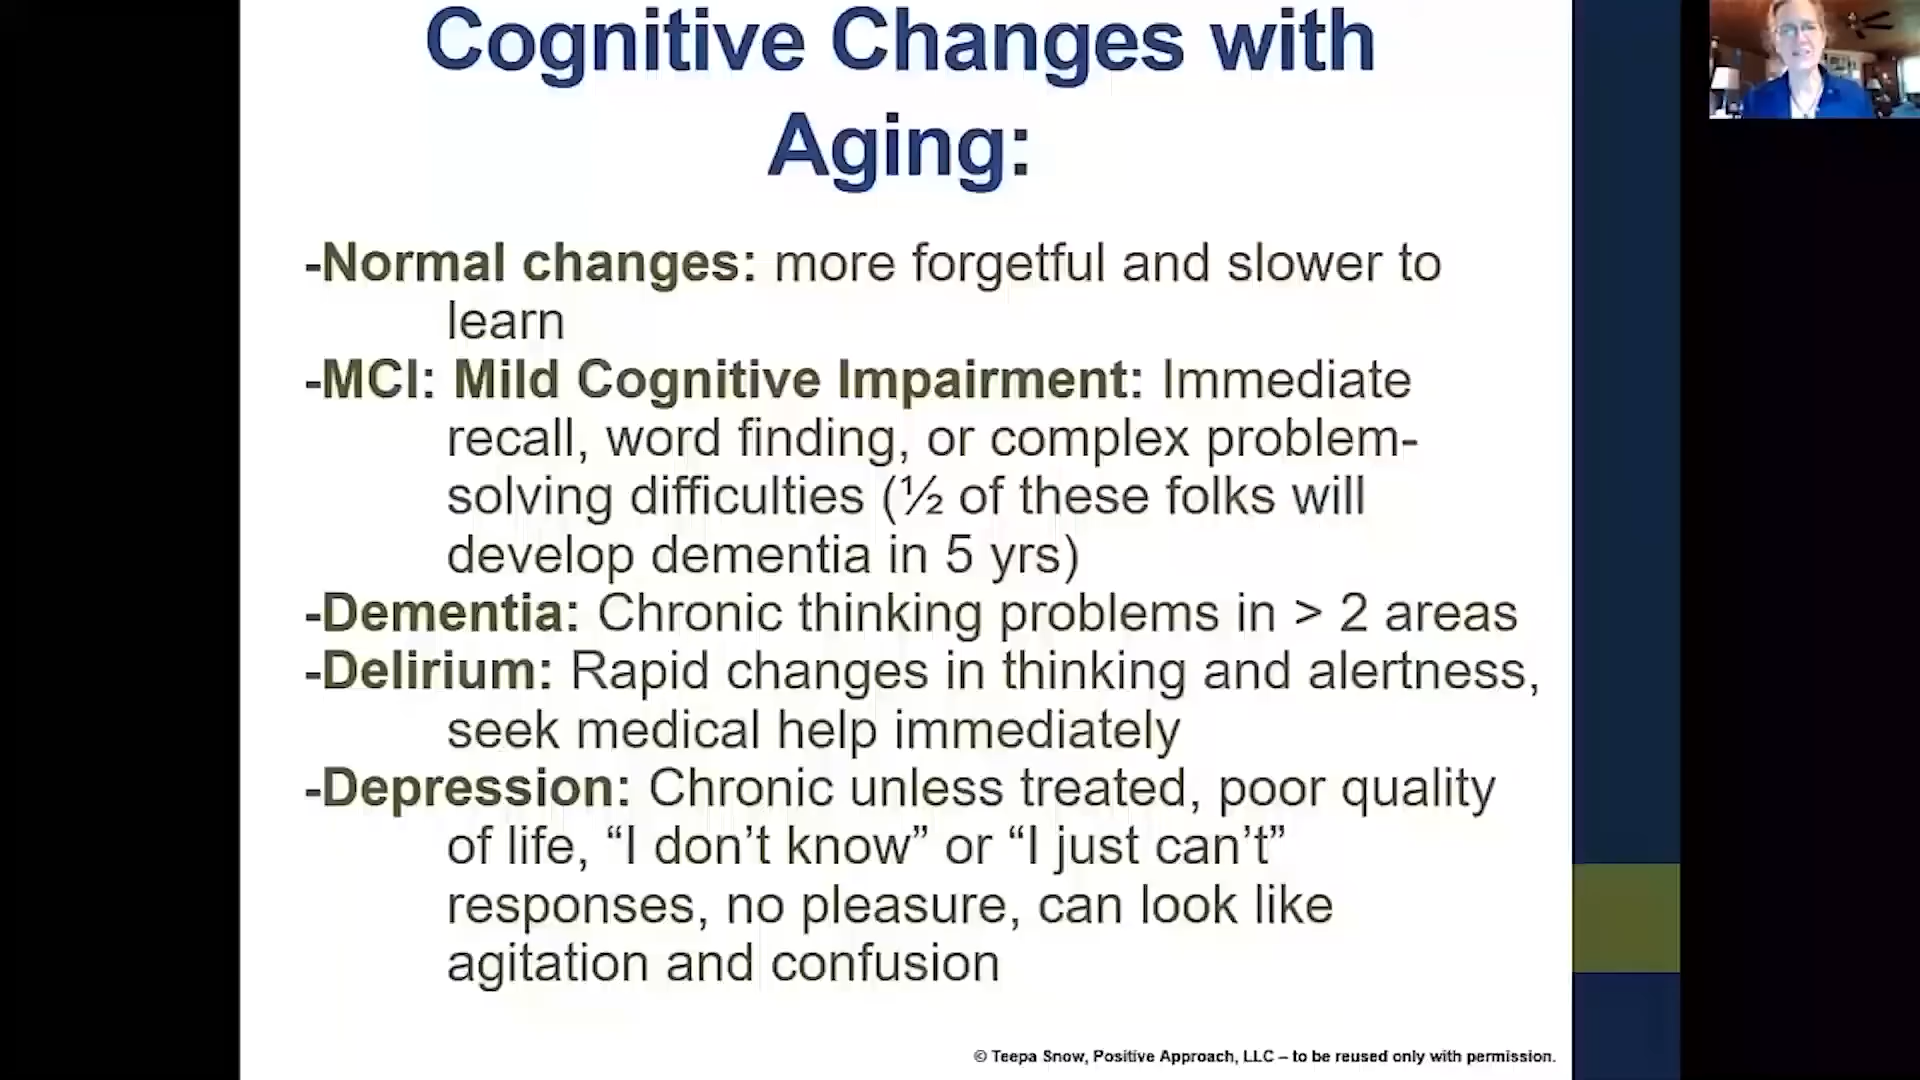 Cognitive Changes with
Aging:
-Normal changes: more forgetful and slower to
learn
-MCI: Mild Cognitive Impairment: Immediate
recall, word finding, or complex problem-
solving difficulties (½ of these folks will
develop dementia in 5 yrs)
-Dementia: Chronic thinking problems in > 2 areas
-Delirium: Rapid changes in thinking and alertness,
seek medical help immediately
-Depression: Chronic unless treated, poor quality
of life, “I don’t know” or “I just can’t”
responses, no pleasure, can look like
agitation and confusion
© Teepa Snow, Positive Approach, LLC – to be reused only with permission.